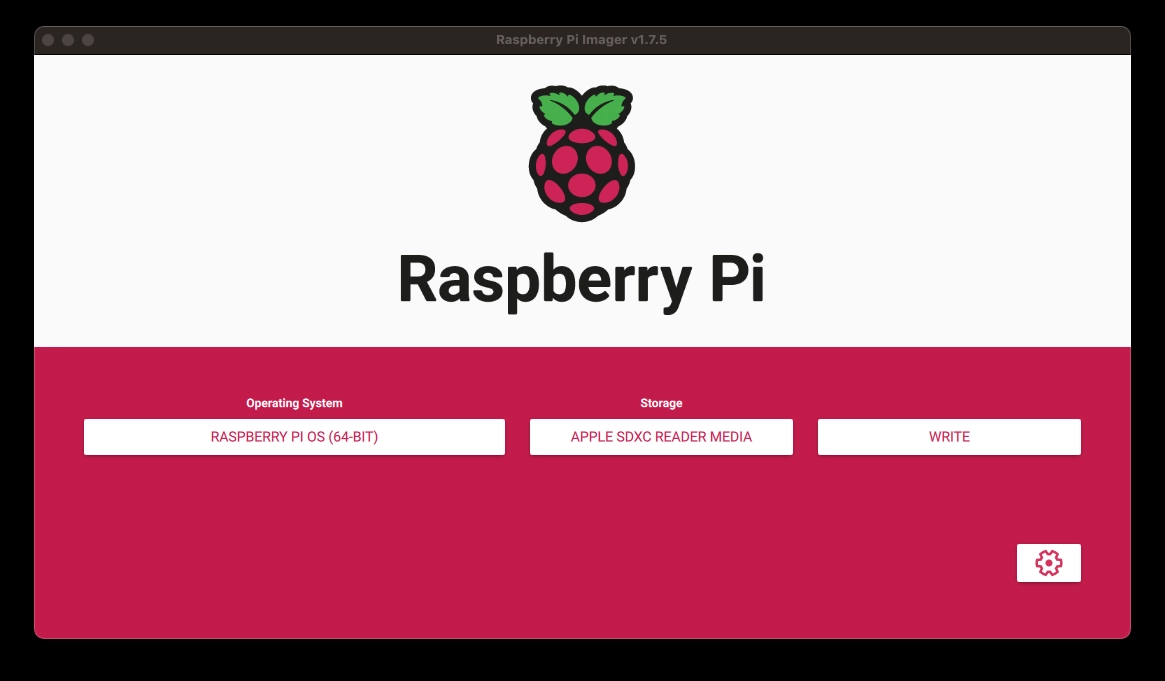 Raspberry Pi Imager v1.7.5
Raspberry Pi
Operating System
Storage
RASPBERRY PI OS (64-BIT)
APPLE SDXC READER MEDIA
WRITE